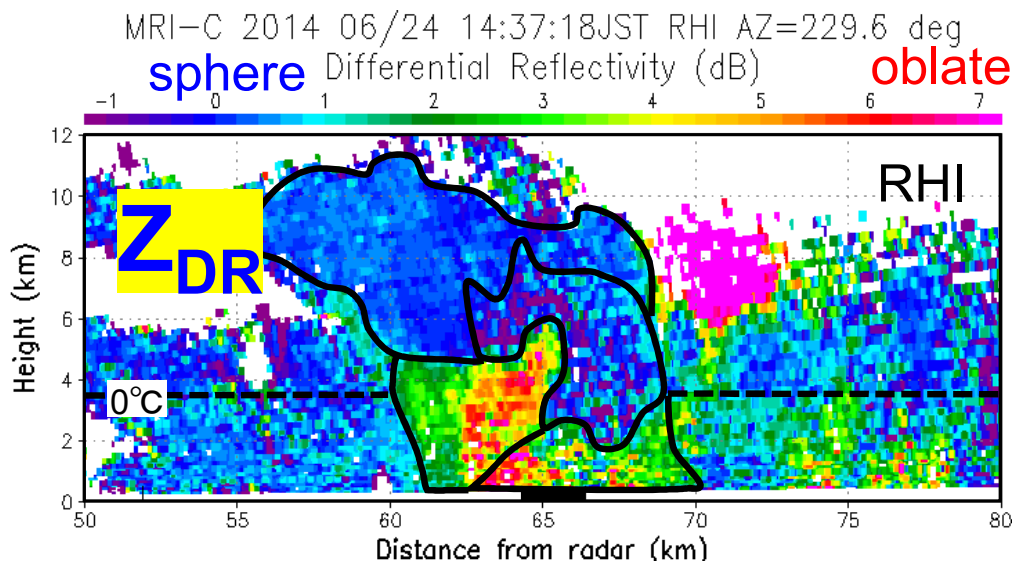 MRI-C 2014 06/24 14:37:18JST RHI AZ=229.6 deg
sphere Differential Reflectivity (dB) oblate
-1 0 1 2 3 4 5 6 7
12
RHI
10
ZDR
8
6
4
0℃
2
0
Height (km)
50 55 60 65 70 75 80
Distance from radar (km)